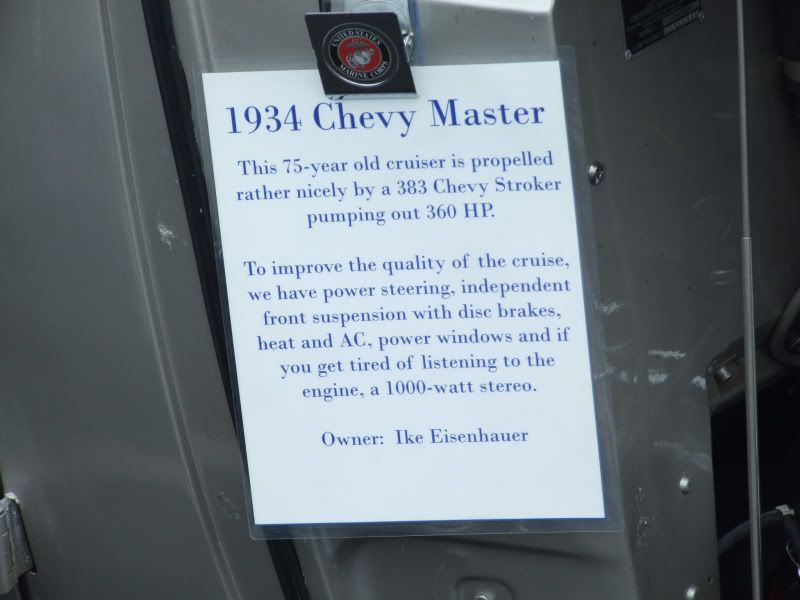 UNITED STATES
MARINE CORPS
1934 Chevy Master
This 75-year old cruiser is propelled
rather nicely by a 383 Chevy Stroker
pumping out 360 HP.
To improve the quality of the cruise,
we have power steering, independent
front suspension with disc brakes,
heat and AC, power windows and if
you get tired of listening to the
engine, a 1000-watt stereo.
Owner: Ike Eisenhauer